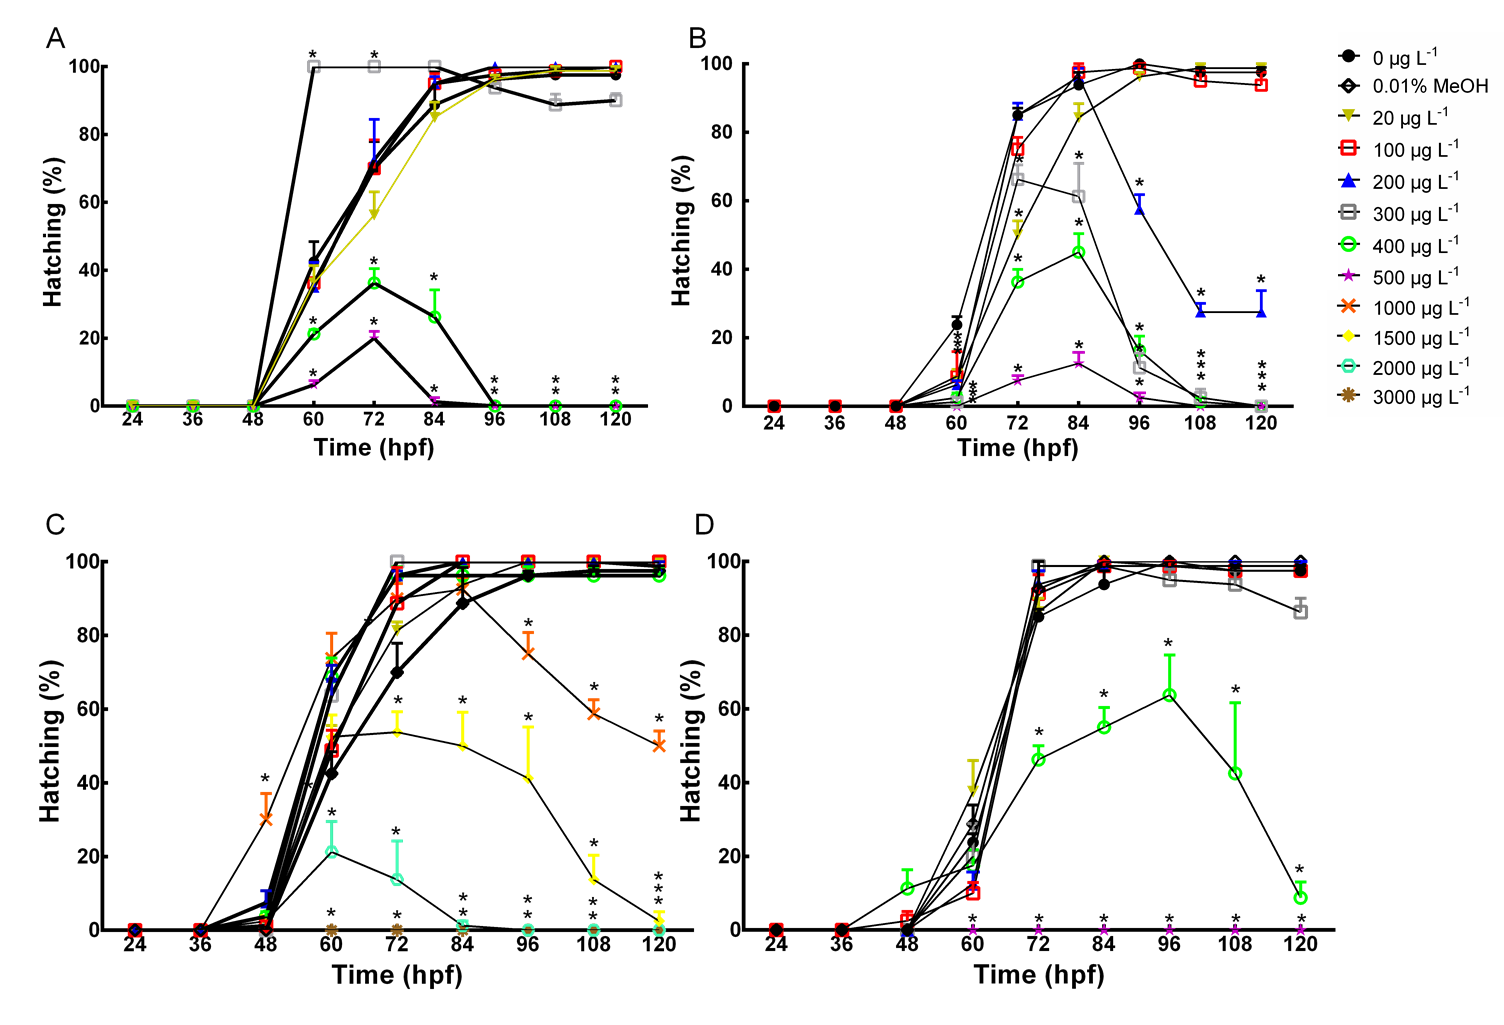 A
100
80
60
40
20
0
Hatching (%)
24 36 48 60 72 84 96 108 120
Time (hpf)
* * * * * * * * * * * * * *
B
100
80
60
40
20
0
Hatching (%)
24 36 48 60 72 84 96 108 120
Time (hpf)
0 µg L-1
0.01% MeOH
20 µg L-1
100 µg L-1
200 µg L-1
300 µg L-1
400 µg L-1
500 µg L-1
1000 µg L-1
1500 µg L-1
2000 µg L-1
3000 µg L-1
C
100
80
60
40
20
0
Hatching (%)
24 36 48 60 72 84 96 108 120
Time (hpf)
D
100
80
60
40
20
0
Hatching (%)
24 36 48 60 72 84 96 108 120
Time (hpf)